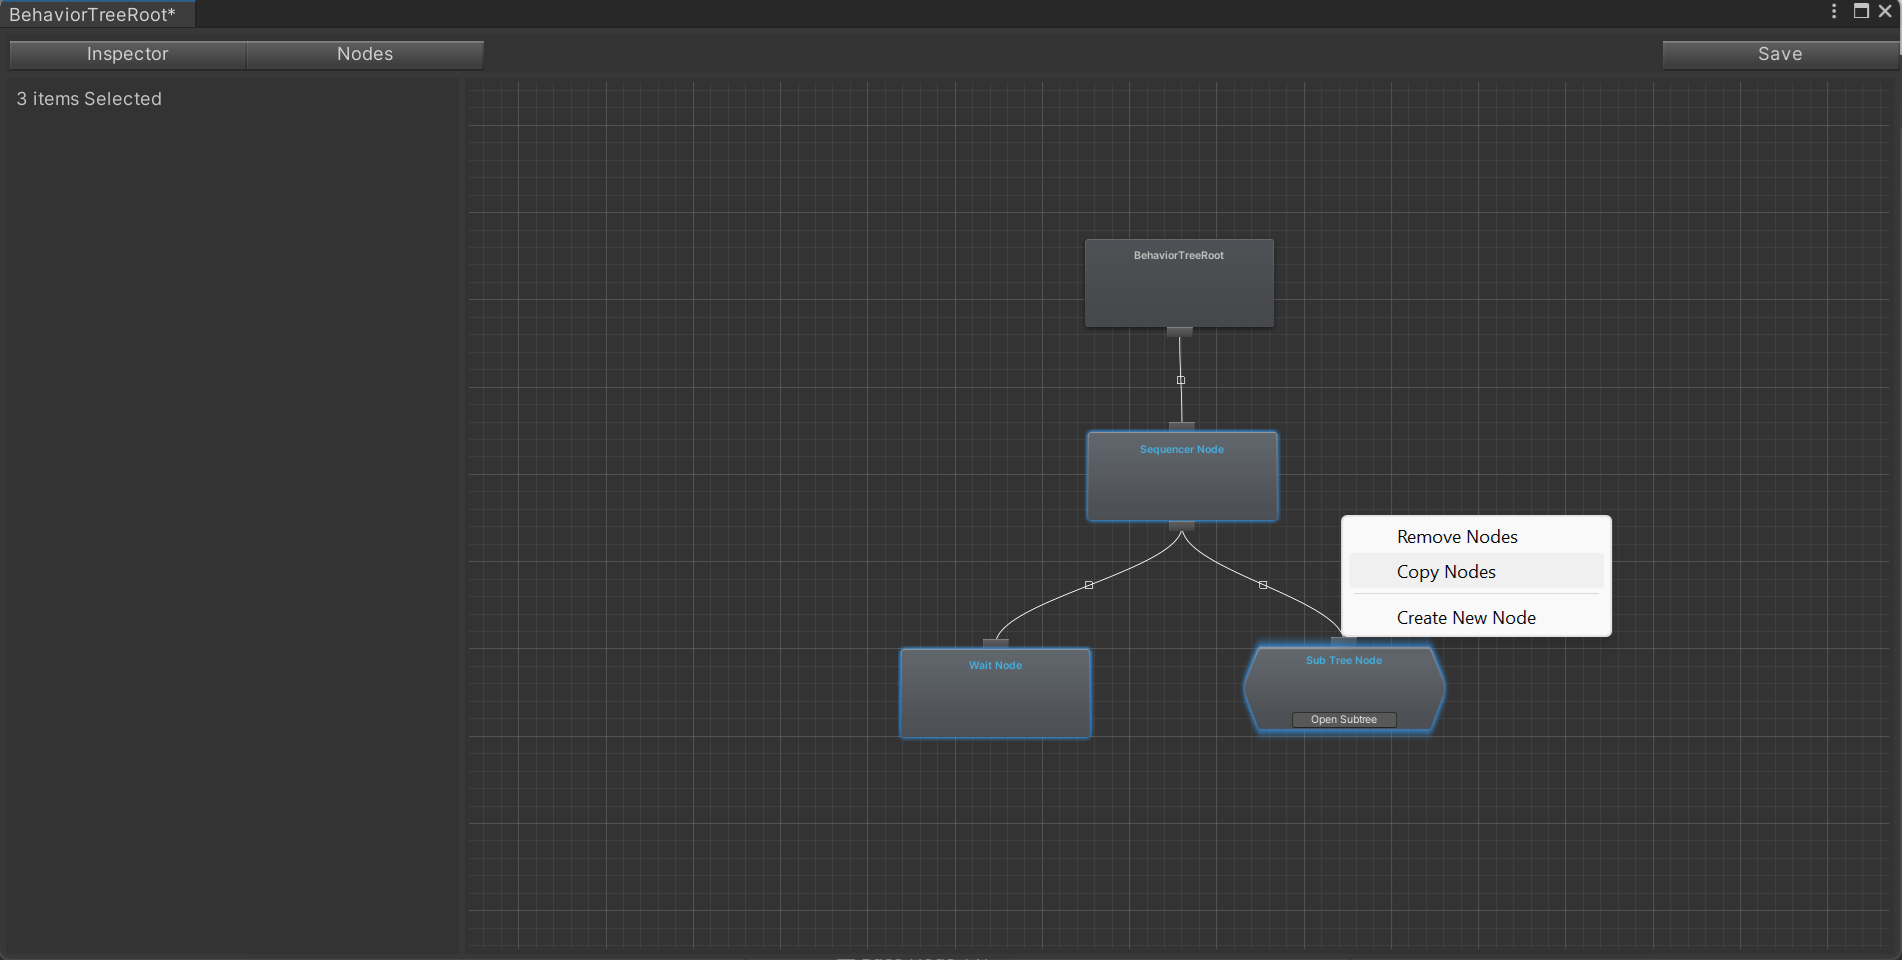 BehaviorTreeRoot*
Inspector
Nodes
Save
3 items Selected
BehaviorTreeRoot
Sequencer Node
Remove Nodes
Copy Nodes
Create New Node
Wait Node
Sub Tree Node
Open Subtree